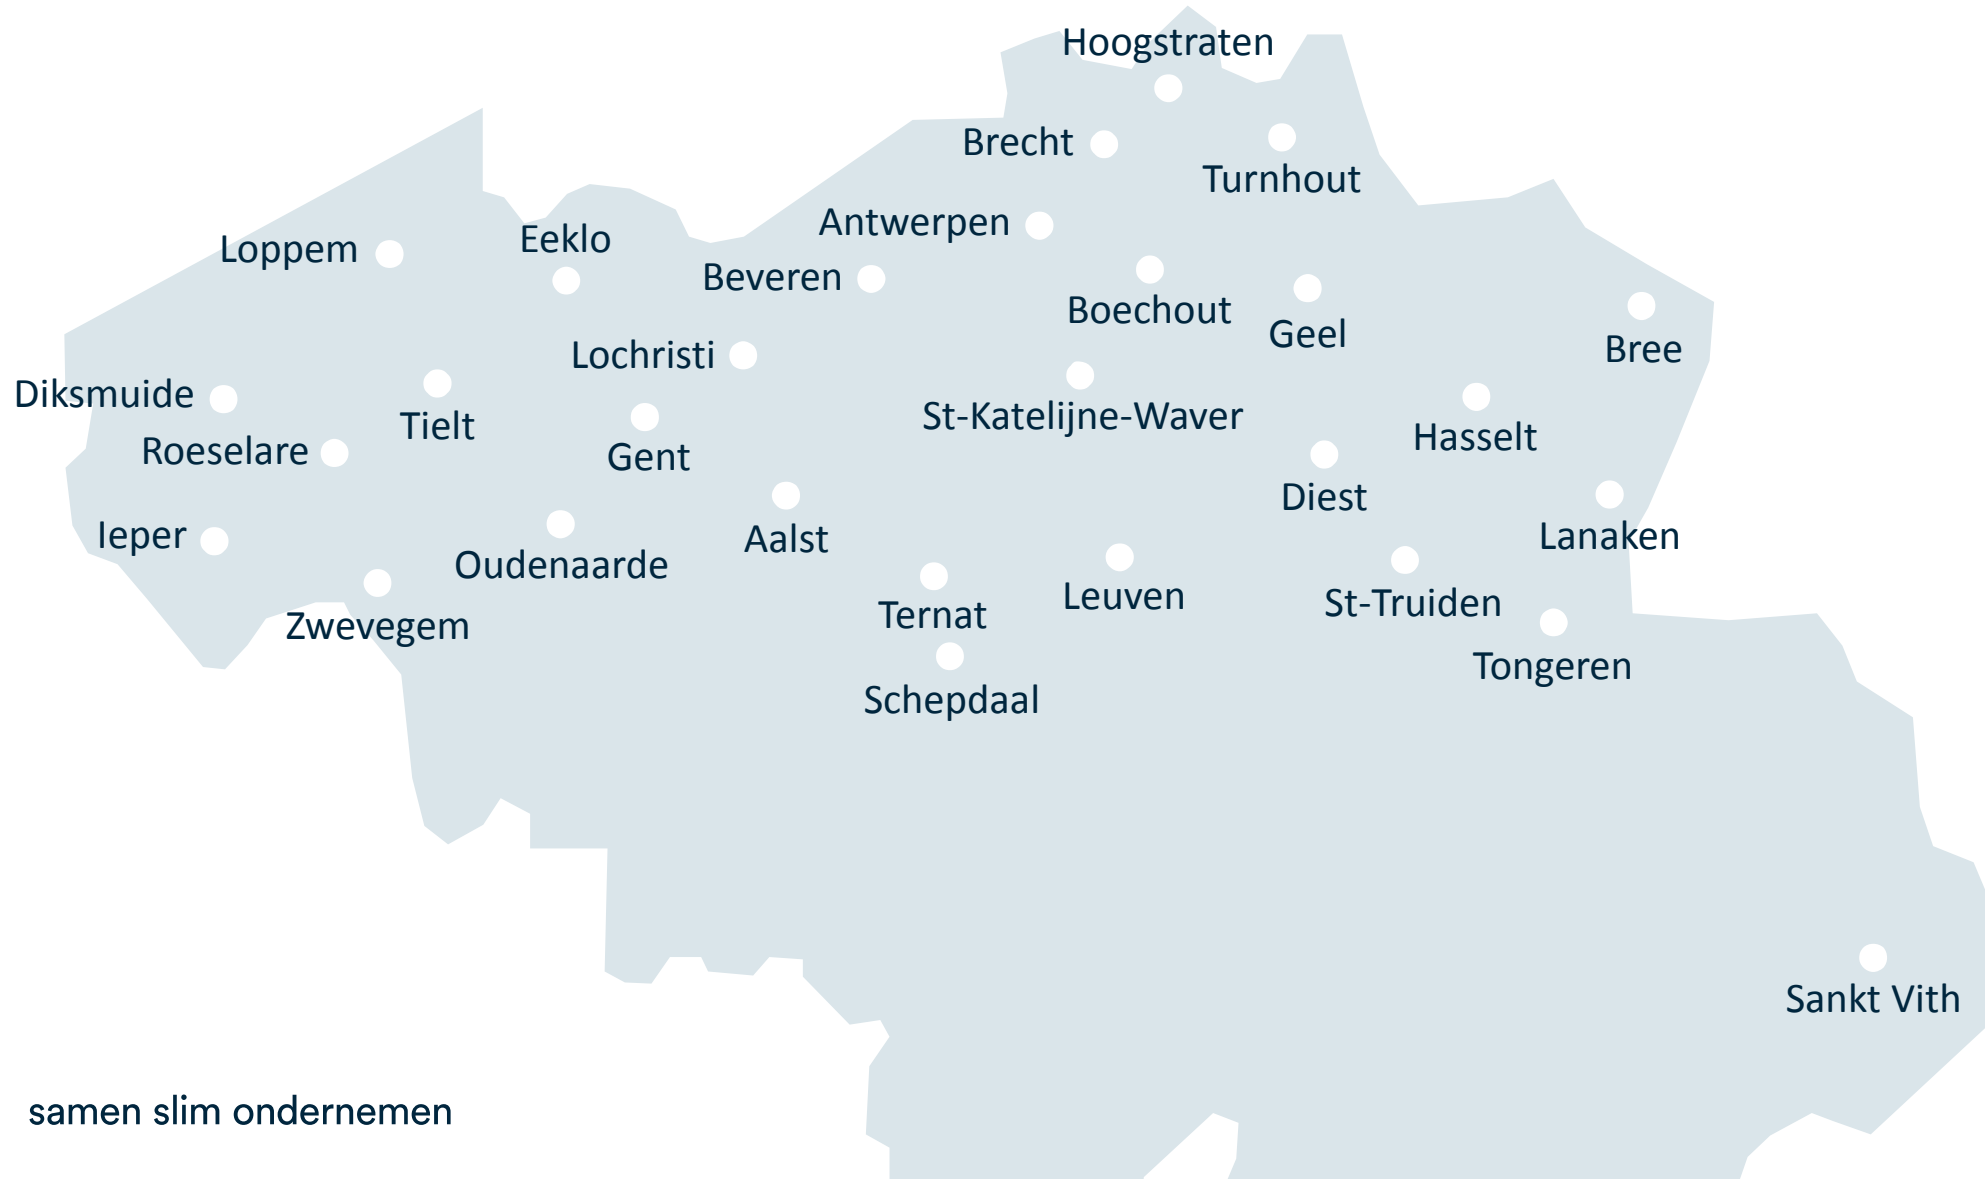 Hoogstraten
Brecht
Turnhout
Antwerpen
Loppem
Eeklo
Beveren
Boechout
Geel
Bree
Lochristi
Diksmuide
Tielt
St-Katelijne-Waver
Hasselt
Roeselare
Gent
Diest
Ieper
Aalst
Lanaken
Oudenaarde
Leuven
St-Truiden
Ternat
Zwevegem
Tongeren
Schepdaal
Sankt Vith
samen slim ondernemen